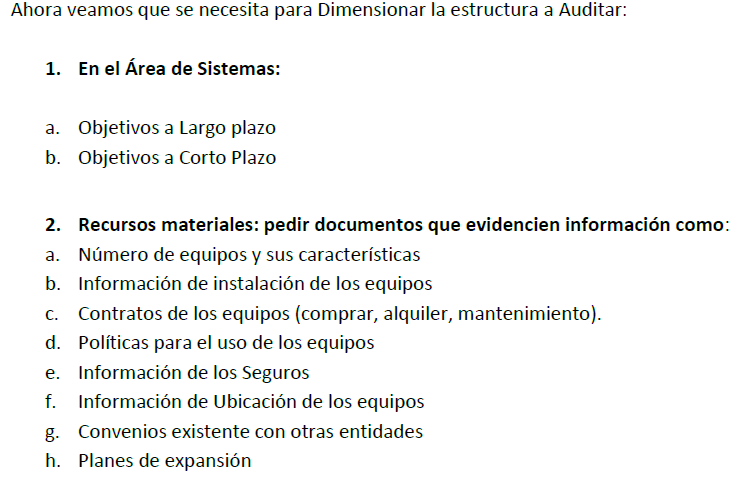 Ahora veamos que se necesita para Dimensionar la estructura a Auditar:
1. En el Área de Sistemas:
a. Objetivos a Largo plazo
b. Objetivos a Corto Plazo
2. Recursos materiales: pedir documentos que evidencien información como:
a. Número de equipos y sus características
b. Información de instalación de los equipos
c. Contratos de los equipos (comprar, alquiler, mantenimiento).
d. Políticas para el uso de los equipos
e. Información de los Seguros
f. Información de Ubicación de los equipos
g. Convenios existente con otras entidades
h. Planes de expansión